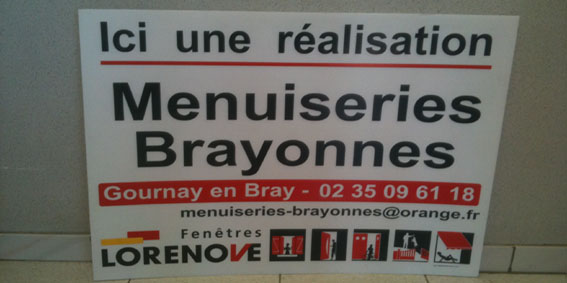 Ici une réalisation
Menuiseries
Brayonnes
Gournay en Bray - 02 35 09 61 18
menuiseries-brayonnes@orange.fr
Fenêtres
LORENOVE